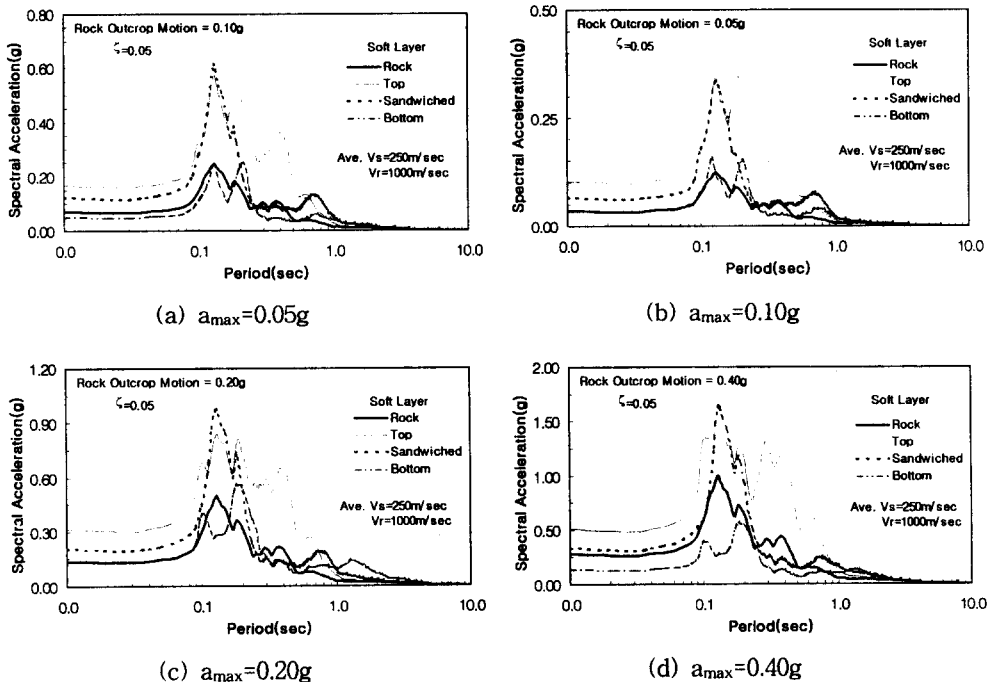 0.80
Rock Outcrop Motion = 0.10g
ζ=0.05
Soft Layer
Rock
Top
Sandwiched
Bottom
Ave. Vs=250m/sec
Vr=1000m/sec
0.60
0.40
0.20
0.00
Spectral Acceleration(g)
0.0 0.1 1.0 10.0
Period(sec)
(a) amax=0.05g
0.50
Rock Outcrop Motion = 0.05g
ζ=0.05
Soft Layer
Rock
Top
Sandwiched
Bottom
Ave. Vs=250m/sec
Vr=1000m/sec
0.25
0.00
Spectral Acceleration(g)
0.0 0.1 1.0 10.0
Period(sec)
(b) amax=0.10g
1.20
Rock Outcrop Motion = 0.20g
ζ=0.05
Soft Layer
Rock
Top
Sandwiched
Bottom
Ave. Vs=250m/sec
Vr=1000m/sec
0.90
0.60
0.30
0.00
Spectral Acceleration(g)
0.0 0.1 1.0 10.0
Period(sec)
(c) amax=0.20g
2.00
Rock Outcrop Motion = 0.40g
ζ=0.05
Soft Layer
Rock
Top
Sandwiched
Bottom
Ave. Vs=250m/sec
Vr=1000m/sec
1.50
1.00
0.50
0.00
Spectral Acceleration(g)
0.0 0.1 1.0 10.0
Period(sec)
(d) amax=0.40g